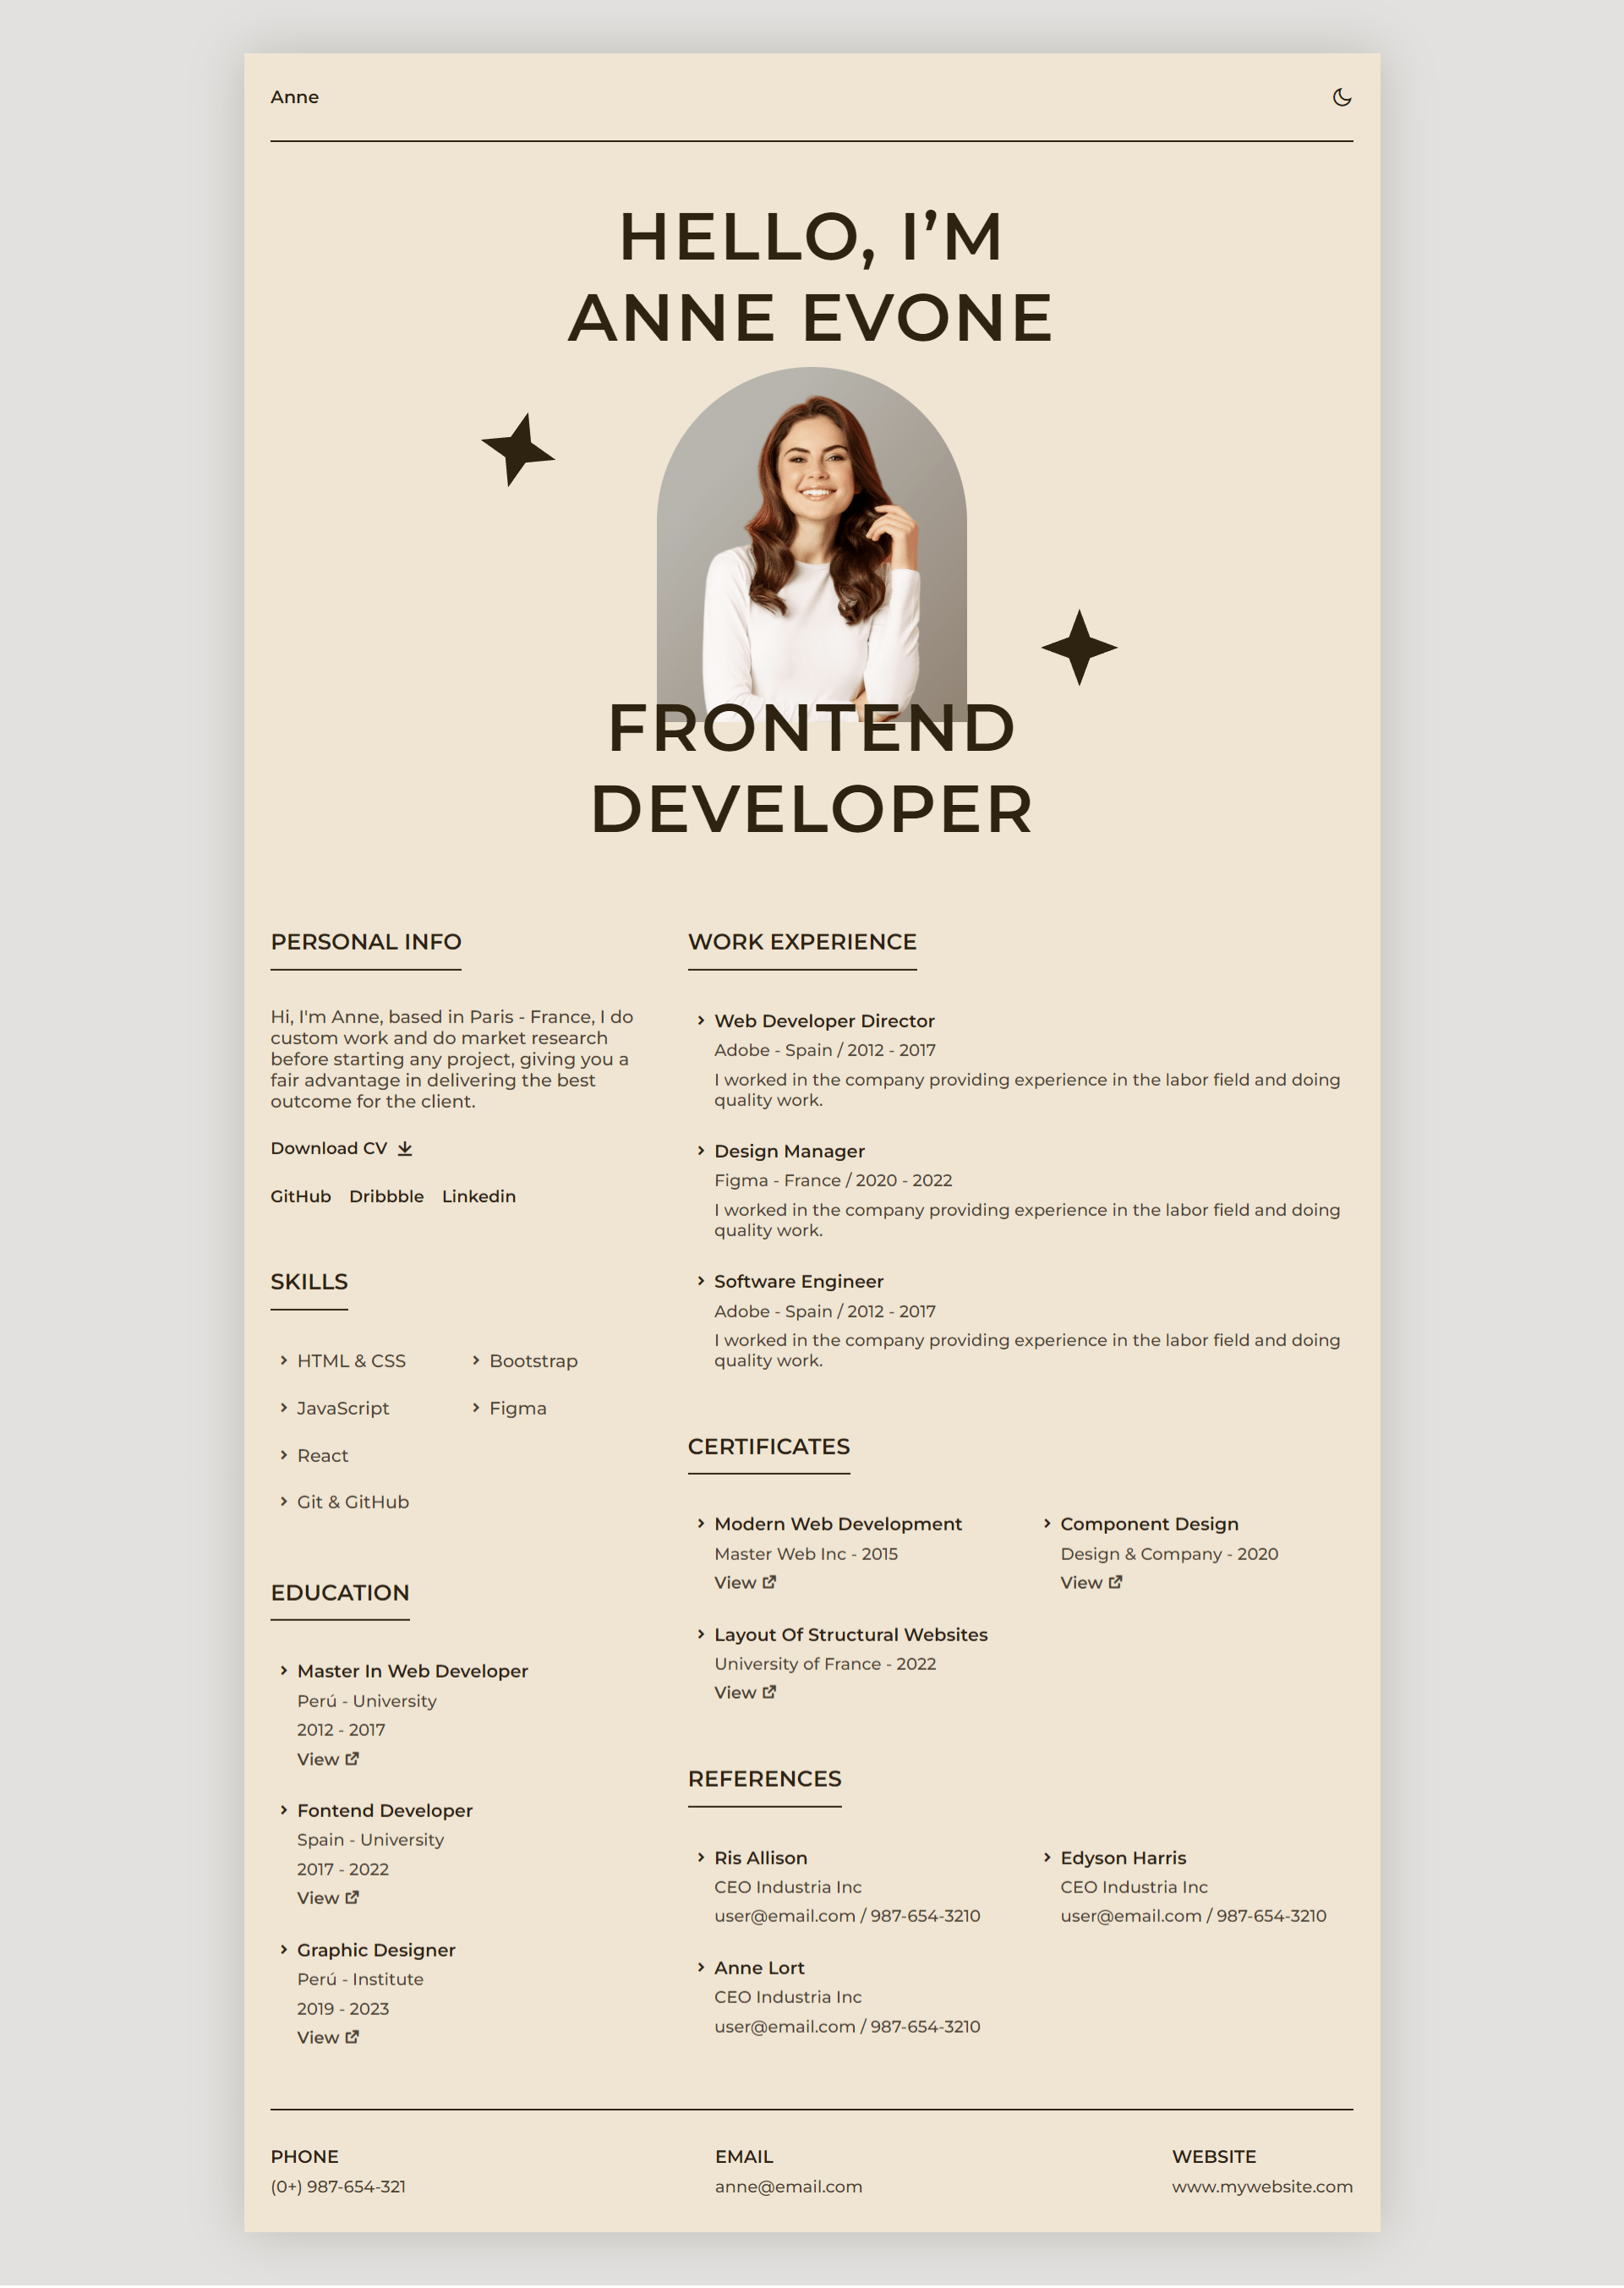 Anne
HELLO, I’M
ANNE EVONE
FRONTEND
DEVELOPER
PERSONAL INFO
Hi, I'm Anne, based in Paris - France, I do
custom work and do market research
before starting any project, giving you a
fair advantage in delivering the best
outcome for the client.
Download CV
GitHub Dribbble Linkedin
SKILLS
HTML & CSS
JavaScript
React
Git & GitHub
Bootstrap
Figma
EDUCATION
Master In Web Developer
Perú - University
2012 - 2017
View
Fontend Developer
Spain - University
2017 - 2022
View
Graphic Designer
Perú - Institute
2019 - 2023
View
WORK EXPERIENCE
Web Developer Director
Adobe - Spain / 2012 - 2017
I worked in the company providing experience in the labor field and doing
quality work.
Design Manager
Figma - France / 2020 - 2022
I worked in the company providing experience in the labor field and doing
quality work.
Software Engineer
Adobe - Spain / 2012 - 2017
I worked in the company providing experience in the labor field and doing
quality work.
CERTIFICATES
Modern Web Development
Master Web Inc - 2015
View
Component Design
Design & Company - 2020
View
Layout Of Structural Websites
University of France - 2022
View
REFERENCES
Ris Allison
CEO Industria Inc
user@email.com / 987-654-3210
Edyson Harris
CEO Industria Inc
user@email.com / 987-654-3210
Anne Lort
CEO Industria Inc
user@email.com / 987-654-3210
PHONE
(0+) 987-654-321
EMAIL
anne@email.com
WEBSITE
www.mywebsite.com